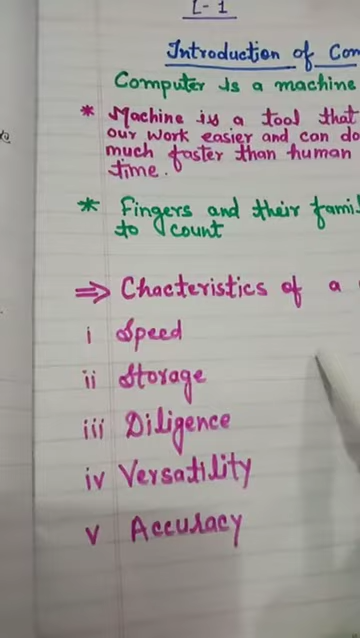 L-1
Introduction of Com
Computer is a machine
* Machine is a tool that
our work easier and can do
much faster than human
time.
* Fingers and their fami
to count
⇒ Chacteristics of a
i Speed
ii Storage
iii Diligence
iv Versatility
v Accuracy